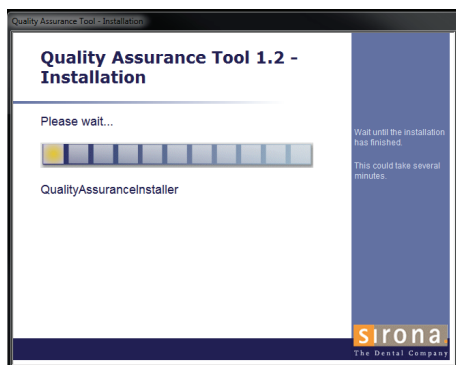 Quality Assurance Tool - Installation
Quality Assurance Tool 1.2 -
Installation
Please wait...
QualityAssuranceInstaller
Wait until the installation
has finished.
This could take several
minutes.
sirona.
The Dental Company